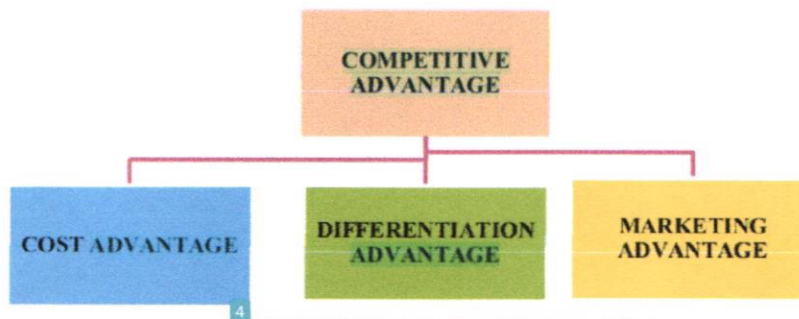 COMPETITIVE
ADVANTAGE
COST ADVANTAGE
DIFFERENTIATION
ADVANTAGE
MARKETING
ADVANTAGE
4